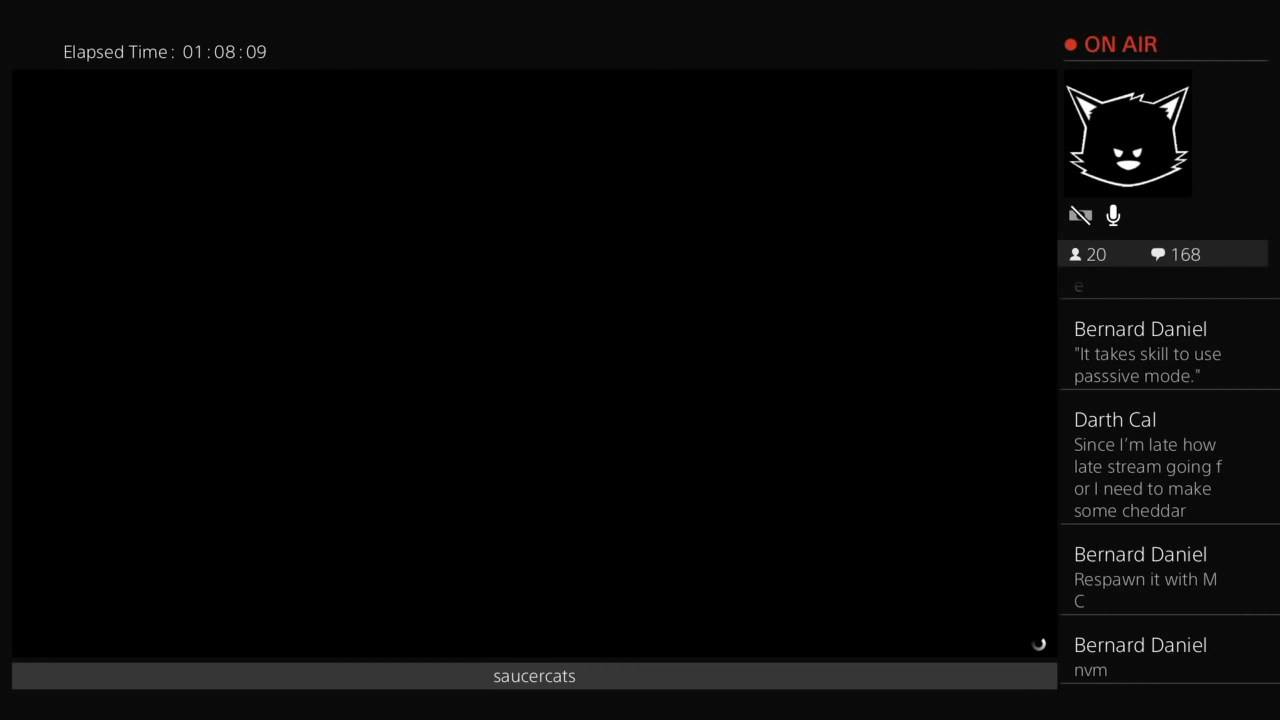 Elapsed Time: 01:08:09
ON AIR
20 168
e
Bernard Daniel
"It takes skill to use
passsive mode."
Darth Cal
Since I'm late how
late stream going f
or I need to make
some cheddar
Bernard Daniel
Respawn it with M
C
Bernard Daniel
nvm
saucercats